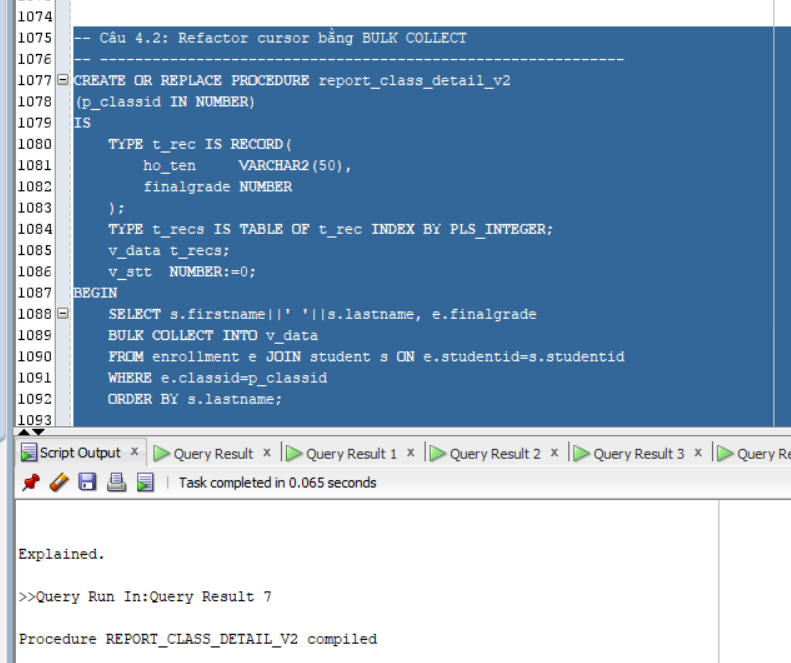 1074
1075 -- Câu 4.2: Refactor cursor bằng BULK COLLECT
1076 -- ------------------------------------------------------------
1077 CREATE OR REPLACE PROCEDURE report_class_detail_v2
1078 (p_classid IN NUMBER)
1079 IS
1080     TYPE t_rec IS RECORD(
1081         ho_ten     VARCHAR2(50),
1082         finalgrade NUMBER
1083     );
1084     TYPE t_recs IS TABLE OF t_rec INDEX BY PLS_INTEGER;
1085     v_data t_recs;
1086     v_stt  NUMBER:=0;
1087 BEGIN
1088     SELECT s.firstname||' '||s.lastname, e.finalgrade
1089     BULK COLLECT INTO v_data
1090     FROM enrollment e JOIN student s ON e.studentid=s.studentid
1091     WHERE e.classid=p_classid
1092     ORDER BY s.lastname;
1093
Script Output x Query Result x Query Result 1 x Query Result 2 x Query Result 3 x Query Re
Task completed in 0.065 seconds
Explained.
>>Query Run In:Query Result 7
Procedure REPORT_CLASS_DETAIL_V2 compiled